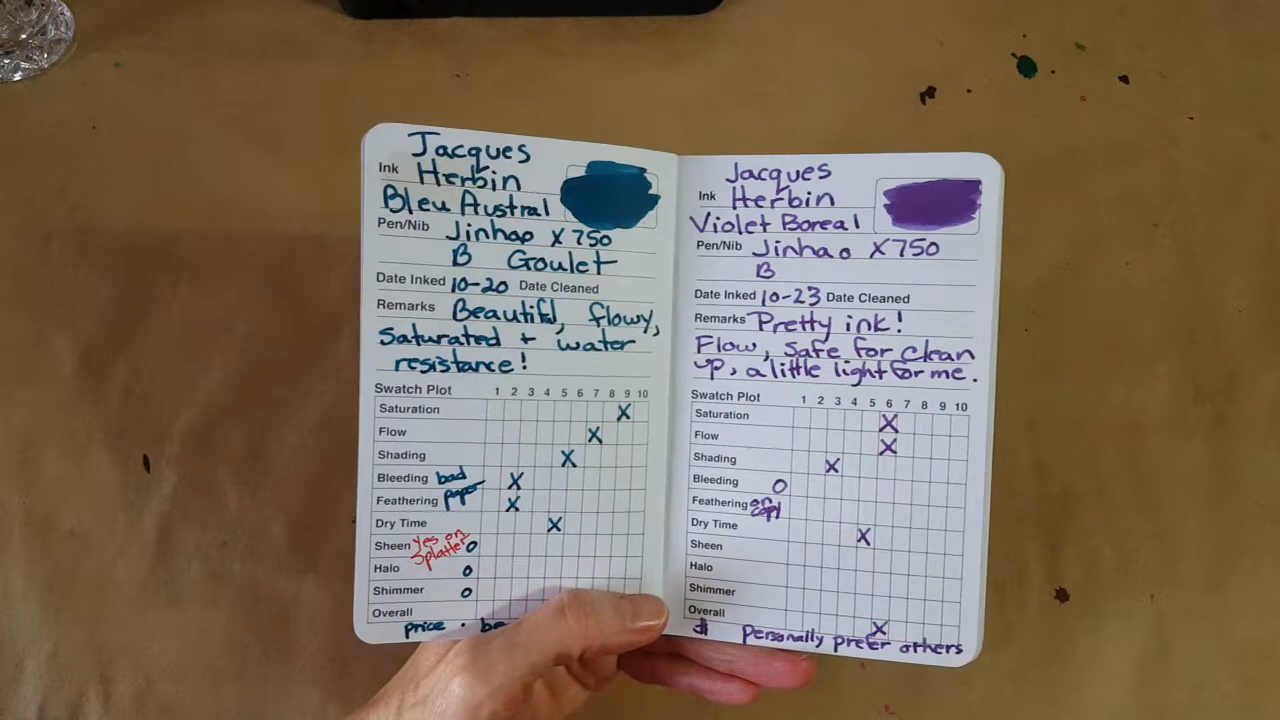 Jacques
Ink Herbin
Bleu Austral
Pen/Nib Jinhao X750
B Goulet
Date Inked 10-20 Date Cleaned
Remarks Beautiful, flowy,
Saturated + water
resistance!
Swatch Plot 1 2 3 4 5 6 7 8 9 10
Saturation X
Flow X
Shading X
Bleeding bad X
Feathering paper X
Dry Time X
Sheen Yes on Splatter 0
Halo 0
Shimmer 0
Overall
price
Jacques
Ink Herbin
Violet Boreal
Pen/Nib Jinhao X750
B
Date Inked 10-23 Date Cleaned
Remarks Pretty ink!
Flow, safe for clean
up, a little light for me.
Swatch Plot 1 2 3 4 5 6 7 8 9 10
Saturation X
Flow X
Shading X
Bleeding 0
Feathering on
Dry Time X
Sheen
Halo
Shimmer
Overall X
$ personally prefer others